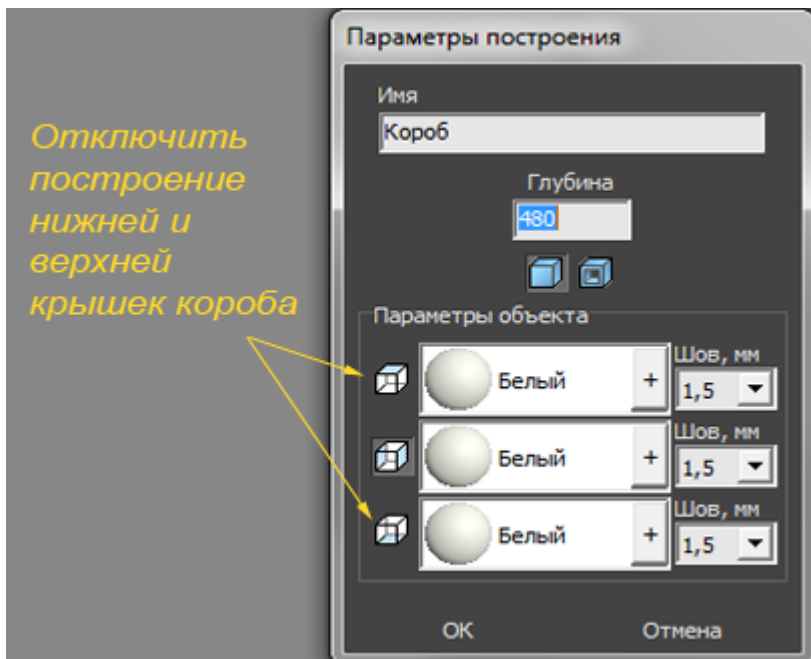 Параметры построения
Имя
Короб
Отключить
построение
нижней и
верхней
крышек короба
Глубина
480
Параметры объекта
Белый + Шов, мм 1,5
Белый + Шов, мм 1,5
Белый + Шов, мм 1,5
ОК Отмена